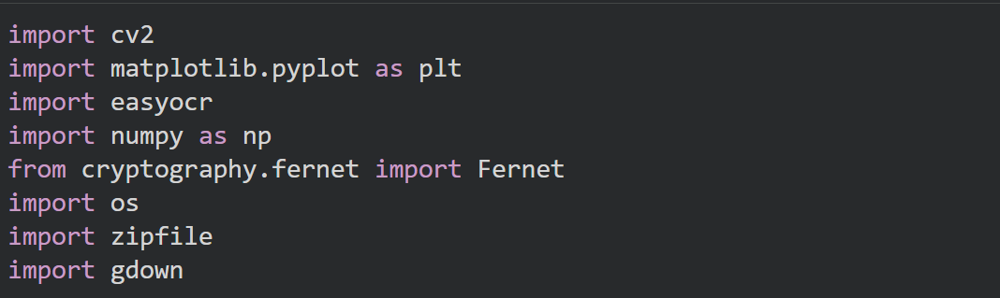 import cv2
import matplotlib.pyplot as plt
import easyocr
import numpy as np
from cryptography.fernet import Fernet
import os
import zipfile
import gdown